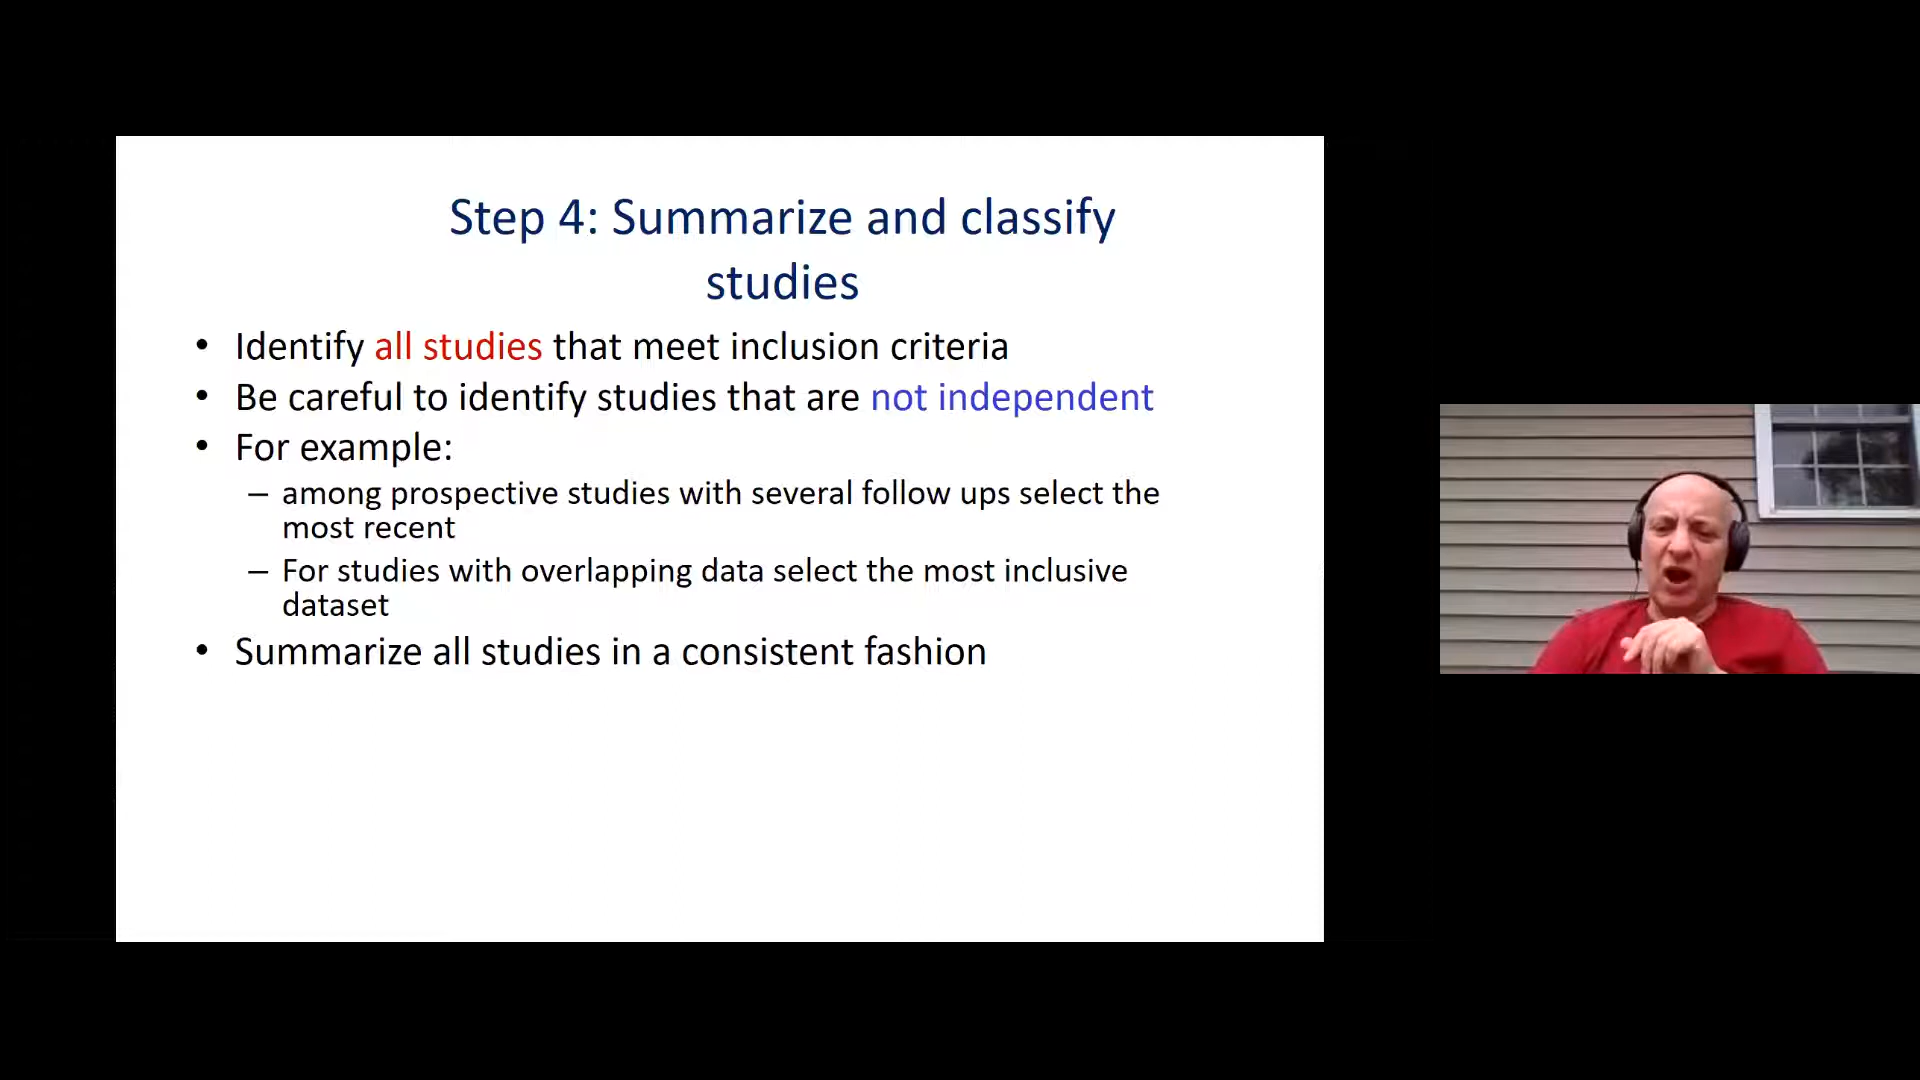 Step 4: Summarize and classify
studies
• Identify all studies that meet inclusion criteria
• Be careful to identify studies that are not independent
• For example:
– among prospective studies with several follow ups select the
most recent
– For studies with overlapping data select the most inclusive
dataset
• Summarize all studies in a consistent fashion